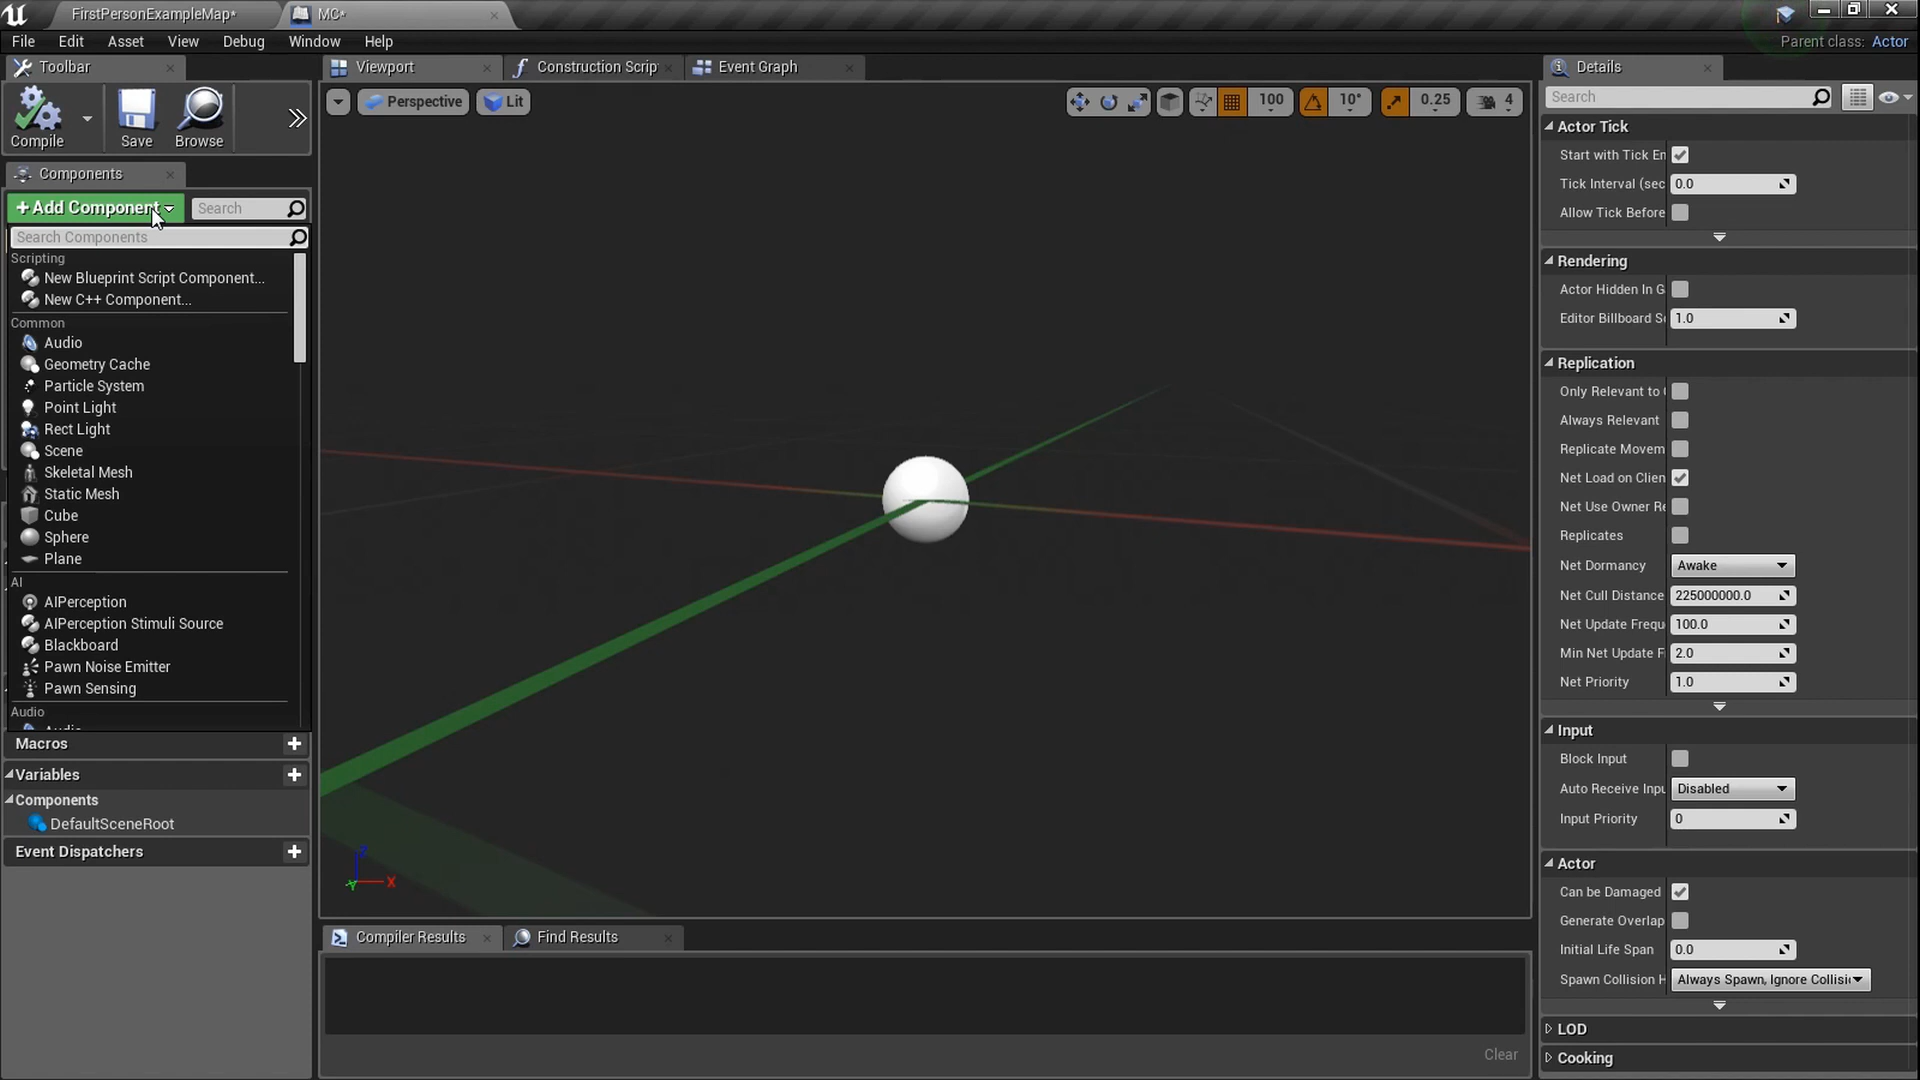 FirstPersonExampleMap*
MC*
File Edit Asset View Debug Window Help
Parent class: Actor
Toolbar
Compile
Save
Browse
Components
+Add Component
Search
Search Components
Scripting
New Blueprint Script Component...
New C++ Component...
Common
Audio
Geometry Cache
Particle System
Point Light
Rect Light
Scene
Skeletal Mesh
Static Mesh
Cube
Sphere
Plane
AI
AIPerception
AIPerception Stimuli Source
Blackboard
Pawn Noise Emitter
Pawn Sensing
Audio
Audio
Macros
Variables
Components
DefaultSceneRoot
Event Dispatchers
Viewport
Construction Scrip
Event Graph
Perspective
Lit
100
10°
0.25
4
Z
X
Y
Compiler Results
Find Results
Clear
Details
Search
Actor Tick
Start with Tick En
Tick Interval (sec 0.0
Allow Tick Before
Rendering
Actor Hidden In G
Editor Billboard Sc 1.0
Replication
Only Relevant to
Always Relevant
Replicate Movem
Net Load on Clien
Net Use Owner Re
Replicates
Net Dormancy Awake
Net Cull Distance 225000000.0
Net Update Frequ 100.0
Min Net Update F 2.0
Net Priority 1.0
Input
Block Input
Auto Receive Inpu Disabled
Input Priority 0
Actor
Can be Damaged
Generate Overlap
Initial Life Span 0.0
Spawn Collision H Always Spawn, Ignore Collisi
LOD
Cooking